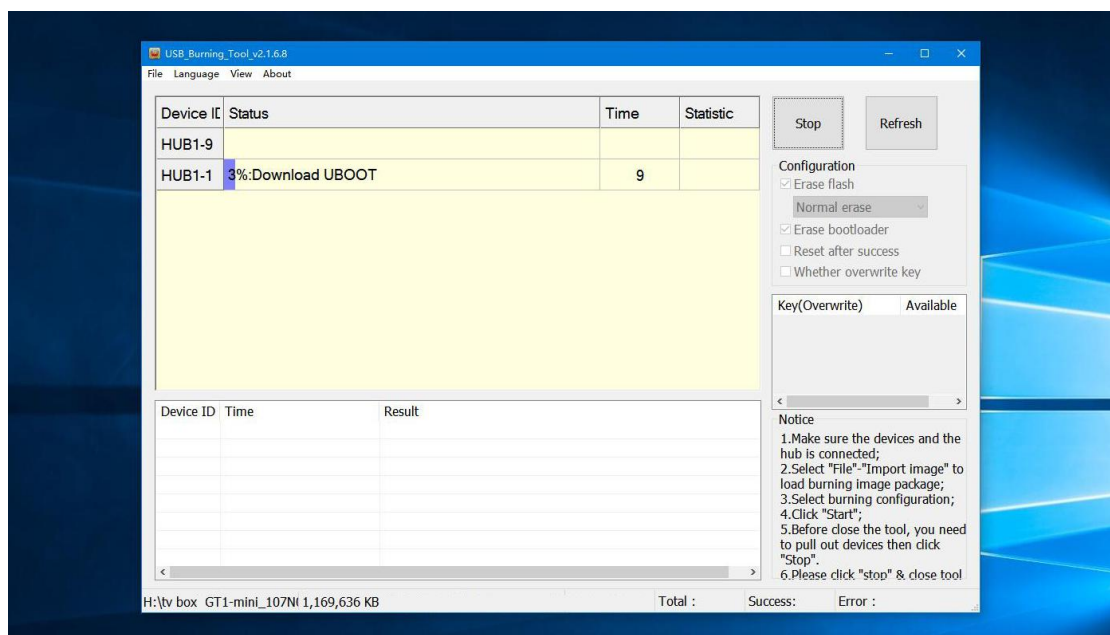 USB_Burning_Tool_v2.1.6.8
File Language View About
Device ID Status Time Statistic
HUB1-9
HUB1-1 3%:Download UBOOT 9
Stop Refresh
Configuration
Erase flash
Normal erase
Erase bootloader
Reset after success
Whether overwrite key
Key(Overwrite) Available
Device ID Time Result
Notice
1.Make sure the devices and the
hub is connected;
2.Select "File"-"Import image" to
load burning image package;
3.Select burning configuration;
4.Click "Start";
5.Before close the tool, you need
to pull out devices then click
"Stop".
6.Please click "stop" & close tool
H:\tv box GT1-mini_107N( 1,169,636 KB Total : Success: Error :